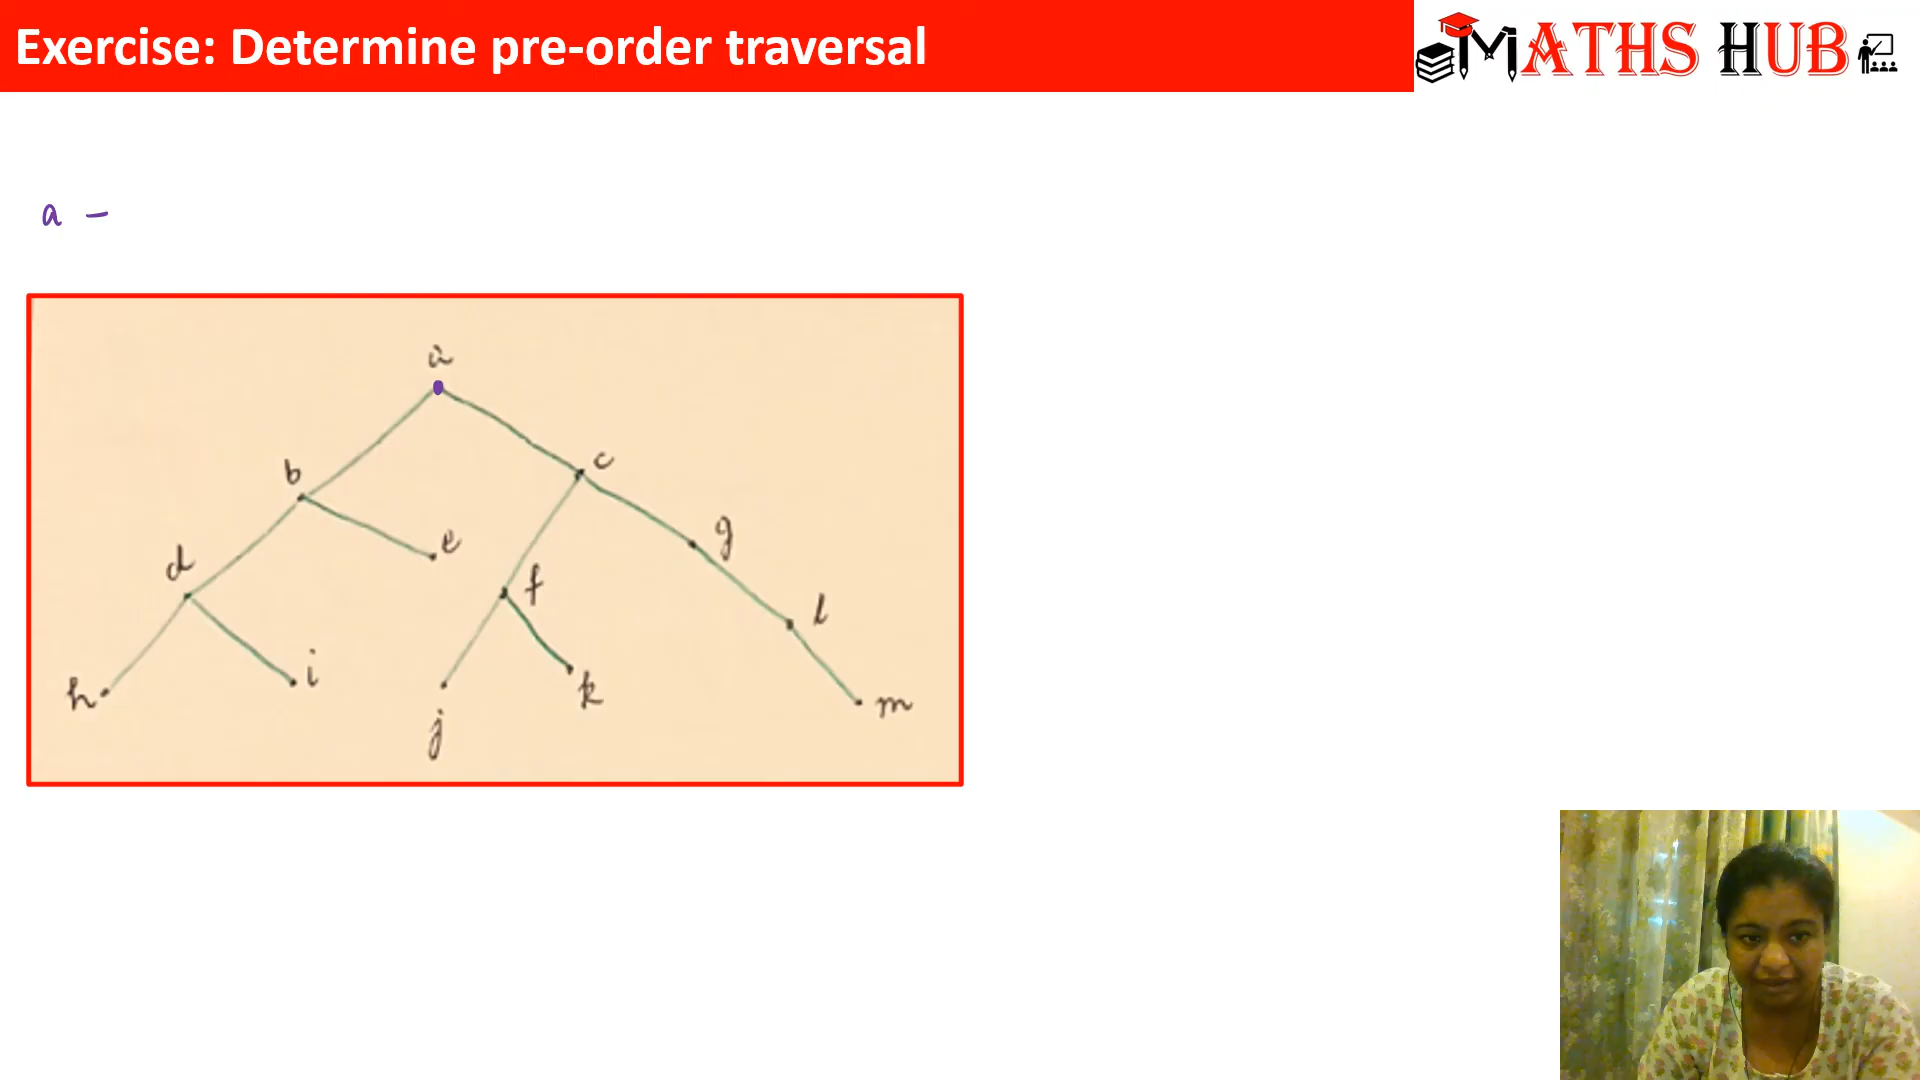 Exercise: Determine pre-order traversal
MATHS HUB
a –
a
b
c
d
e
f
g
h
i
j
k
l
m